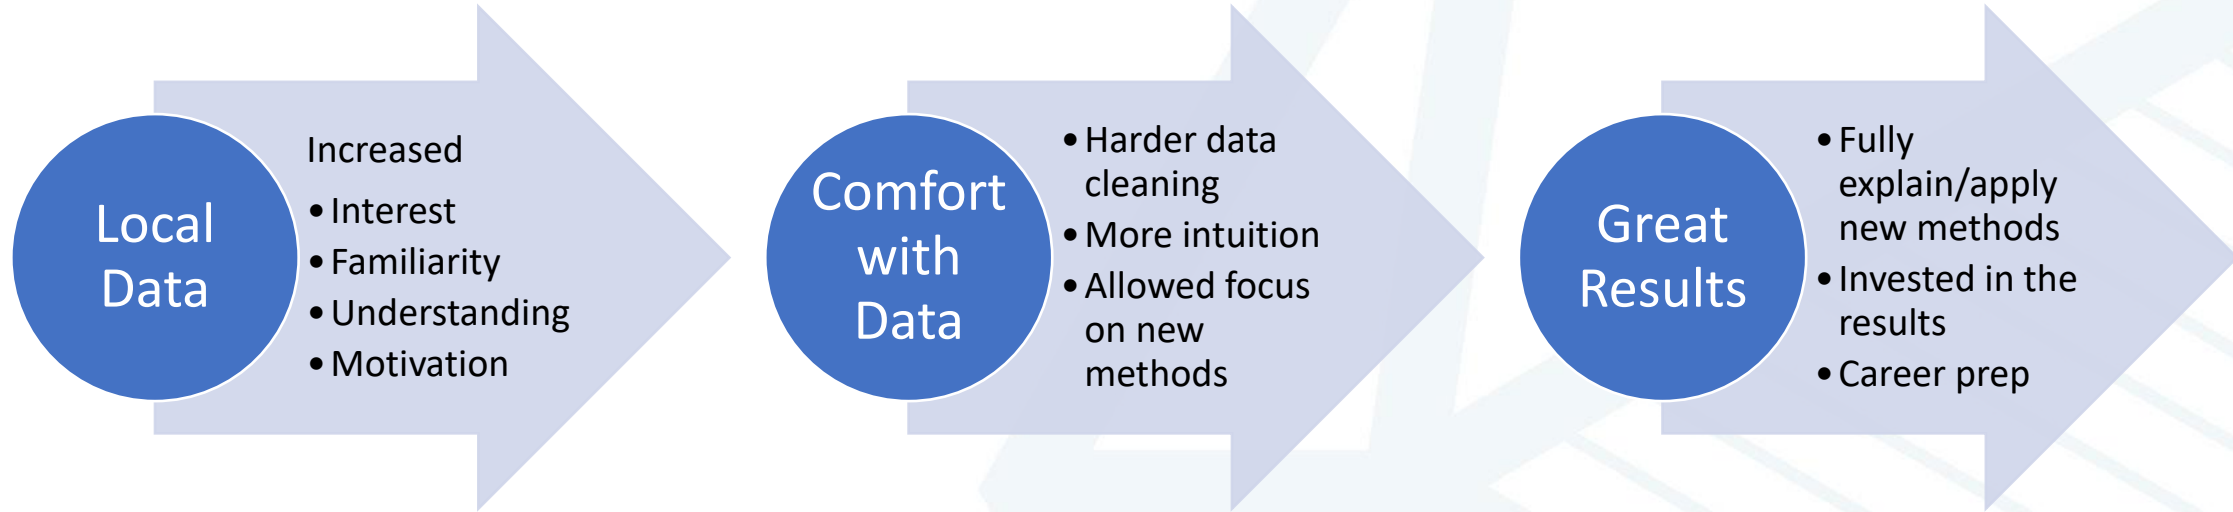 Local
Data
Increased
• Interest
• Familiarity
• Understanding
• Motivation
Comfort
with
Data
• Harder data
cleaning
• More intuition
• Allowed focus
on new
methods
Great
Results
• Fully
explain/apply
new methods
• Invested in the
results
• Career prep